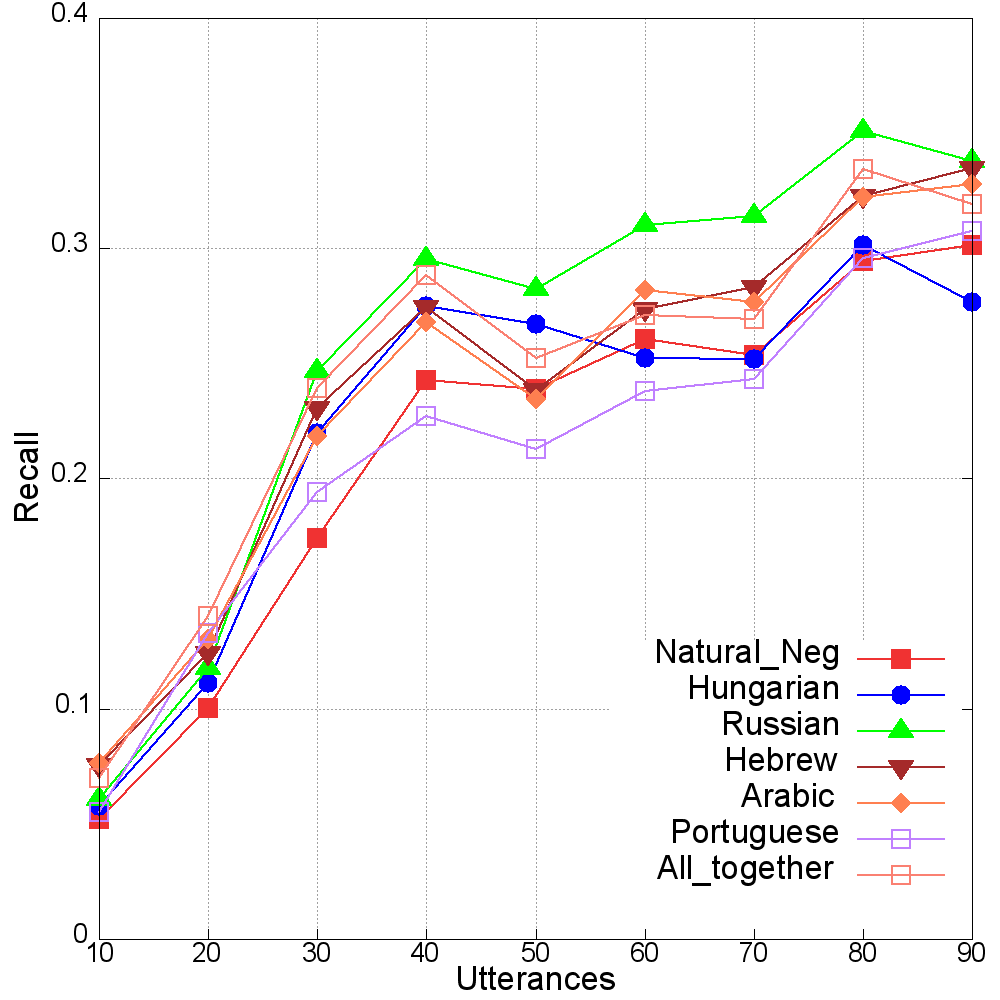 0.4
0.3
0.2
0.1
0
Recall
Natural_Neg
Hungarian
Russian
Hebrew
Arabic
Portuguese
All_together
10 20 30 40 50 60 70 80 90
Utterances